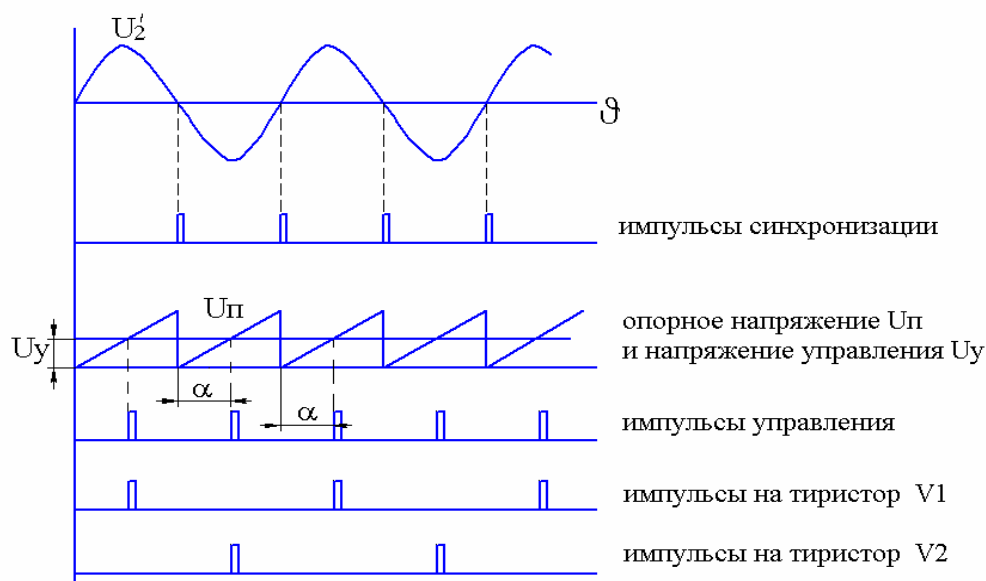 U₂'
ϑ
импульсы синхронизации
Uп
опорное напряжение Uп
и напряжение управления Uу
Uу
α
α
импульсы управления
импульсы на тиристор V1
импульсы на тиристор V2